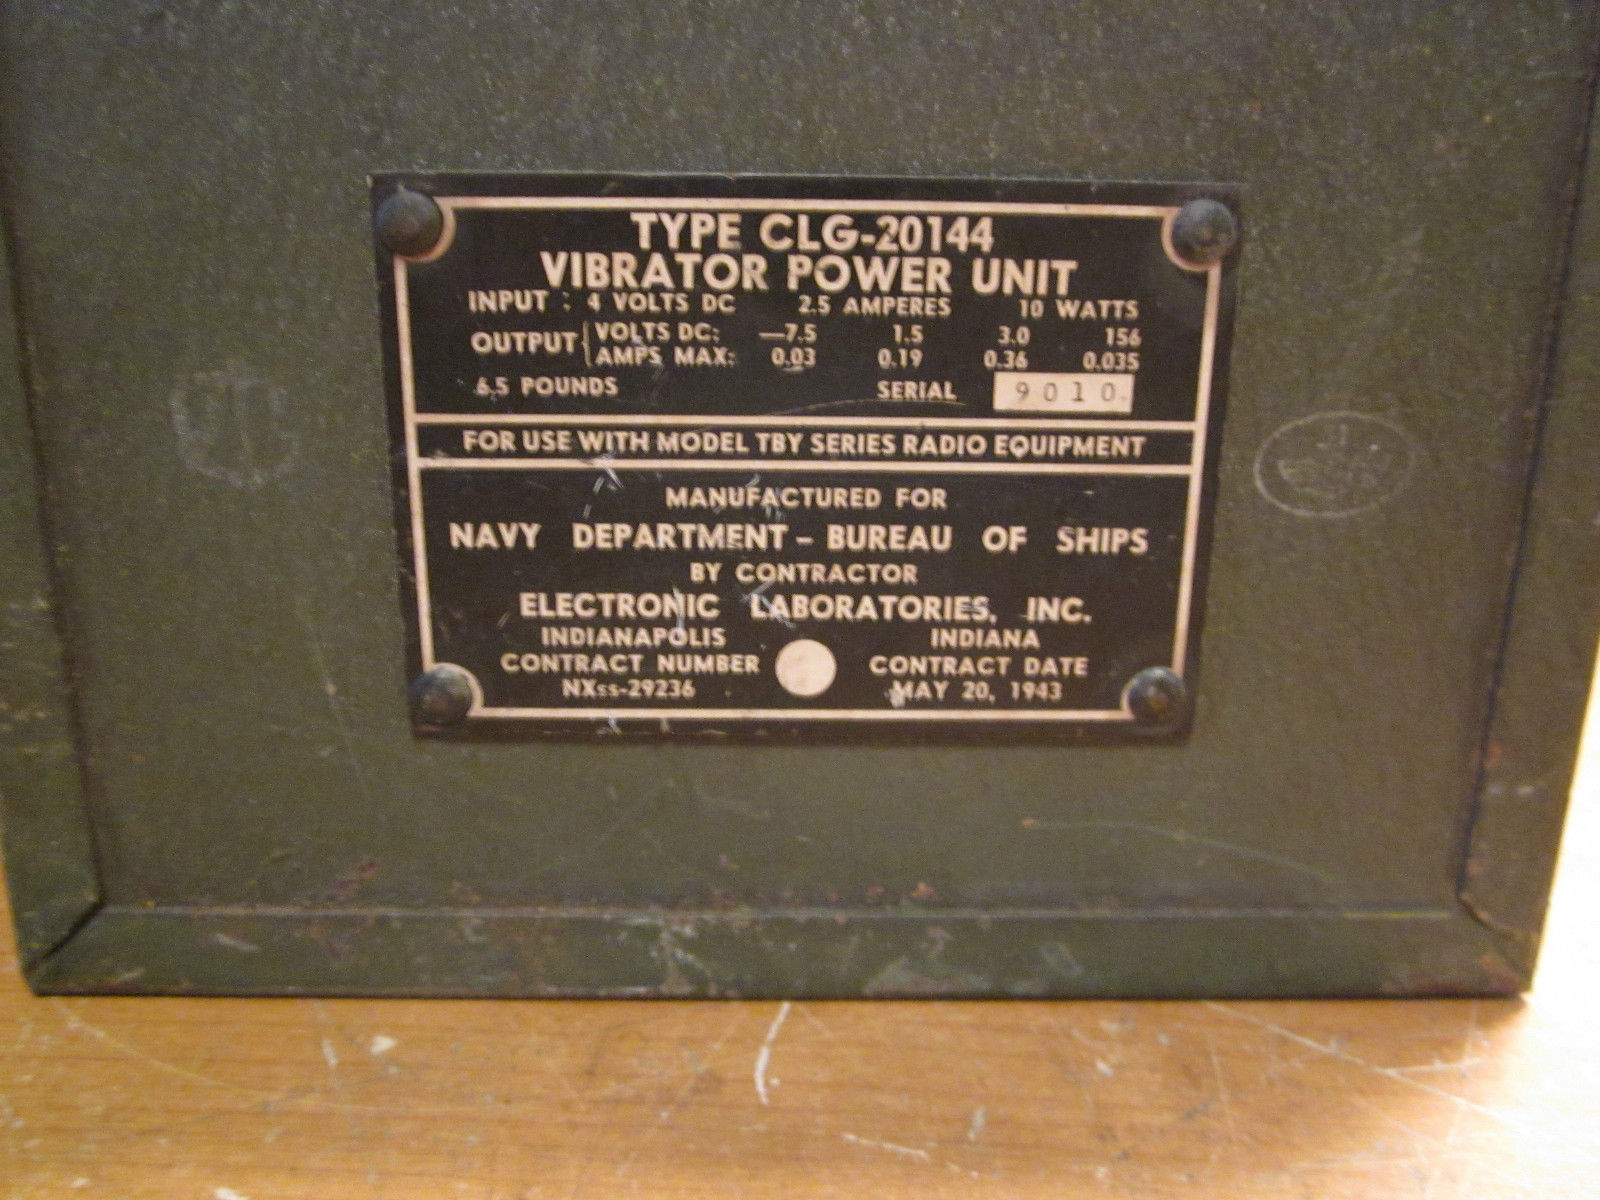 TYPE CLG-20144
VIBRATOR POWER UNIT
INPUT : 4 VOLTS DC 2.5 AMPERES 10 WATTS
OUTPUT { VOLTS DC: —7.5 1.5 3.0 156
AMPS MAX: 0.03 0.19 0.36 0.035
6.5 POUNDS SERIAL 9010
FOR USE WITH MODEL TBY SERIES RADIO EQUIPMENT
MANUFACTURED FOR
NAVY DEPARTMENT – BUREAU OF SHIPS
BY CONTRACTOR
ELECTRONIC LABORATORIES, INC.
INDIANAPOLIS INDIANA
CONTRACT NUMBER CONTRACT DATE
NXss-29236 MAY 20, 1943